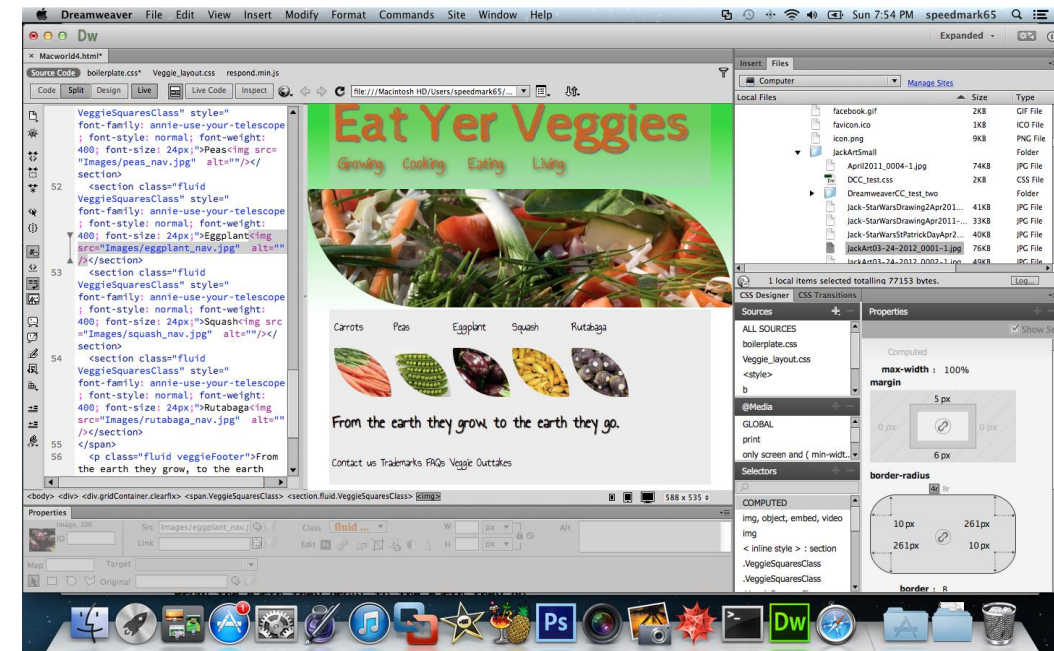 Dreamweaver File Edit View Insert Modify Format Commands Site Window Help Sun 7:54 PM speedmark65
Dw Expanded
× Macworld4.html*
Source Code boilerplate.css* Veggie_layout.css respond.min.js
Code Split Design Live Live Code Inspect file:///Macintosh HD/Users/speedmark65/...
VeggieSquaresClass" style="
font-family: annie-use-your-telescope
; font-style: normal; font-weight:
400; font-size: 24px;">Peas<img src=
"Images/peas_nav.jpg" alt=""/></
section>
52 <section class="fluid
VeggieSquaresClass" style="
font-family: annie-use-your-telescope
; font-style: normal; font-weight:
400; font-size: 24px;">Eggplant<img
src="Images/eggplant_nav.jpg" alt=""
/></section>
53 <section class="fluid
VeggieSquaresClass" style="
font-family: annie-use-your-telescope
; font-style: normal; font-weight:
400; font-size: 24px;">Squash<img src
="Images/squash_nav.jpg" alt=""/></
section>
54 <section class="fluid
VeggieSquaresClass" style="
font-family: annie-use-your-telescope
; font-style: normal; font-weight:
400; font-size: 24px;">Rutabaga<img
src="Images/rutabaga_nav.jpg" alt=""
/></section>
55 </span>
56 <p class="fluid veggieFooter">From
the earth they grow, to the earth
Eat Yer Veggies
Growing Cooking Eating Living
Carrots Peas Eggplant Squash Rutabaga
From the earth they grow, to the earth they go.
Contact us Trademarks FAQs Veggie Outtakes
<body> <div> <div.gridContainer.clearfix> <span.VeggieSquaresClass> <section.fluid.VeggieSquaresClass> <img> 588 x 535
Properties
Image, 10K Src Images/eggplant_nav.j Class fluid ... W px Alt
ID Link Edit H px
Map Target
Original
Insert Files
Computer Manage Sites
Local Files Size Type
facebook.gif 2KB GIF File
favicon.ico 1KB ICO File
icon.png 9KB PNG File
JackArtSmall Folder
April2011_0004-1.jpg 74KB JPG File
DCC_test.css 2KB CSS File
DreamweaverCC_test_two Folder
Jack-StarWarsDrawing2Apr201... 41KB JPG File
Jack-StarWarsDrawingApr2011-... 33KB JPG File
Jack-StarWarsStPatrickDayApr2... 40KB JPG File
JackArt03-24-2012_0001-1.jpg 76KB JPG File
JackArt03-24-2012_0002-1.jpg 49KB JPG File
1 local items selected totalling 77153 bytes. Log...
CSS Designer CSS Transitions
Sources
ALL SOURCES
boilerplate.css
Veggie_layout.css
<style>
b
@Media
GLOBAL
print
only screen and ( min-widt...
Selectors
COMPUTED
img, object, embed, video
img
< inline style > : section
.VeggieSquaresClass
.VeggieSquaresClass
Properties
Show Se
Computed
max-width : 100%
margin
5 px
0 px 0 px
6 px
border-radius
4r 8r
10 px 261px
261px 10 px
border : 8
Ps Dw